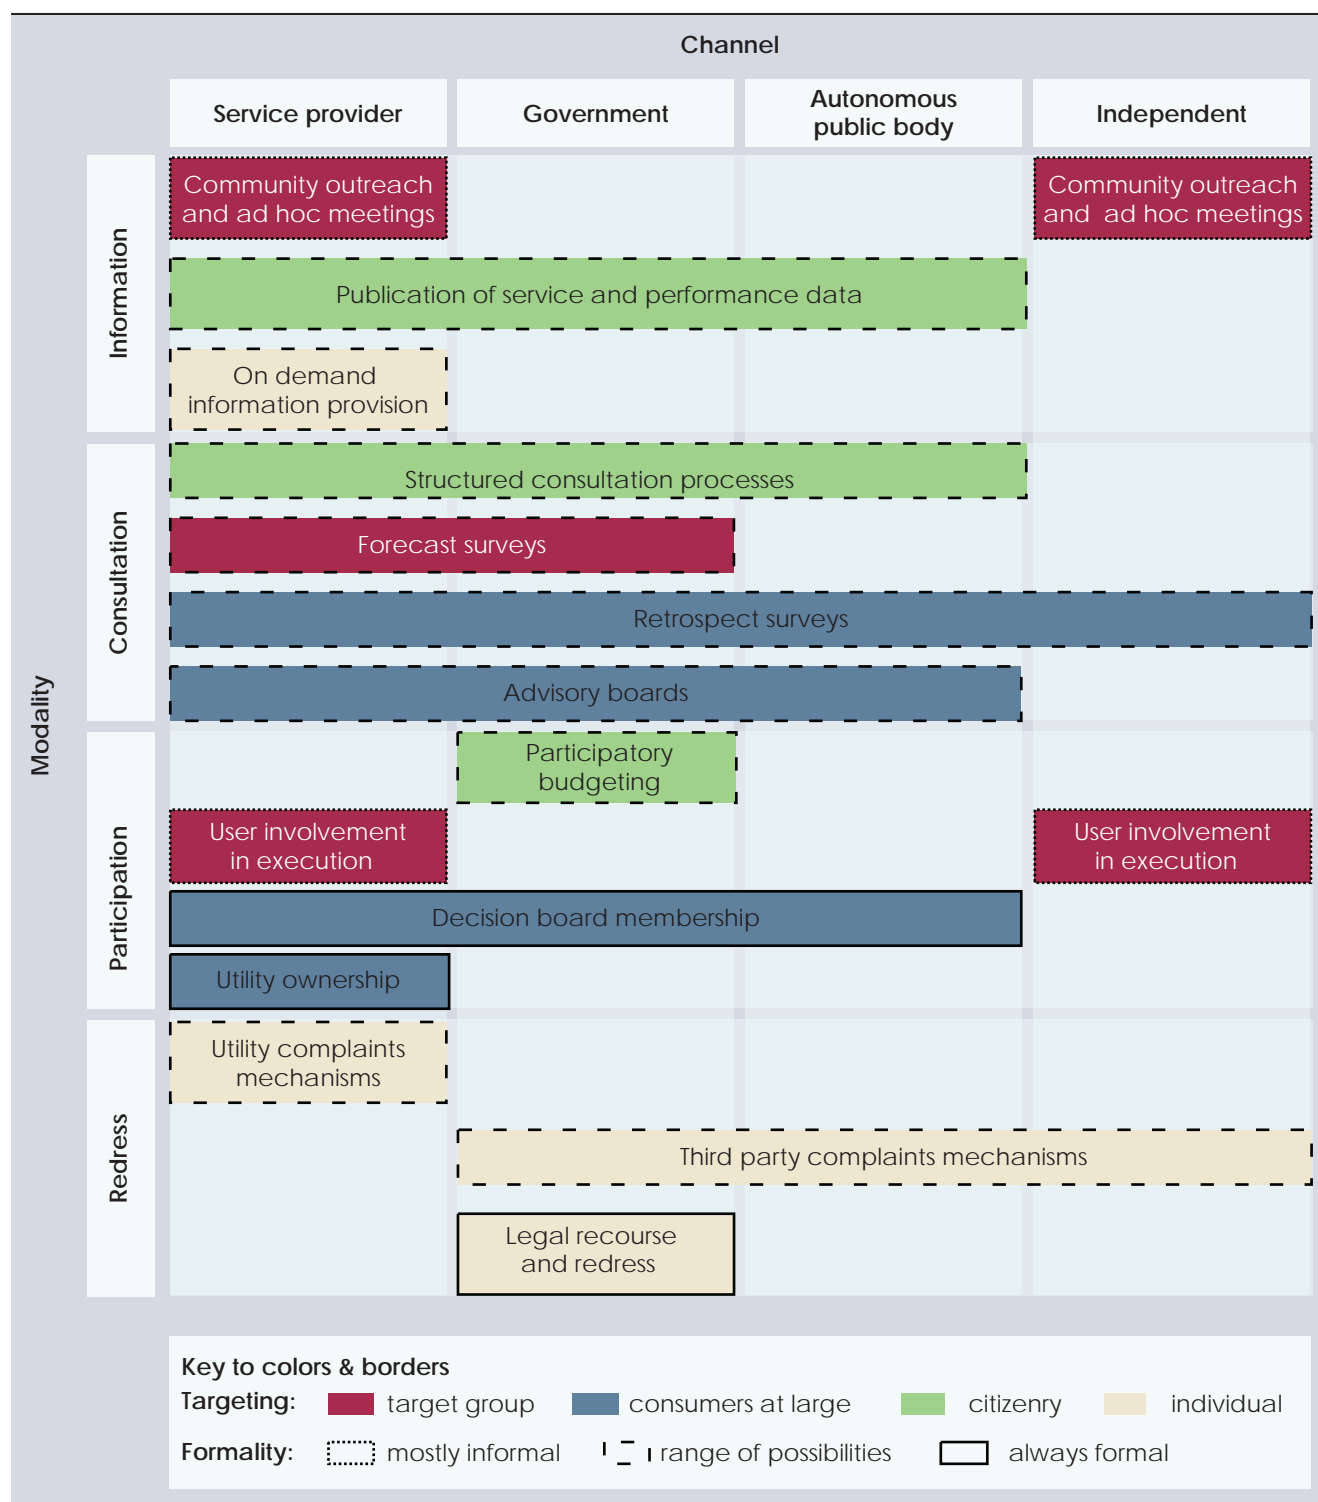 Channel
Service provider
Government
Autonomous
public body
Independent
Modality
Information
Community outreach
and ad hoc meetings
Community outreach
and ad hoc meetings
Publication of service and performance data
On demand
information provision
Consultation
Structured consultation processes
Forecast surveys
Retrospect surveys
Advisory boards
Participation
Participatory
budgeting
User involvement
in execution
User involvement
in execution
Decision board membership
Utility ownership
Redress
Utility complaints
mechanisms
Third party complaints mechanisms
Legal recourse
and redress
Key to colors & borders
Targeting: target group consumers at large citizenry individual
Formality: mostly informal range of possibilities always formal